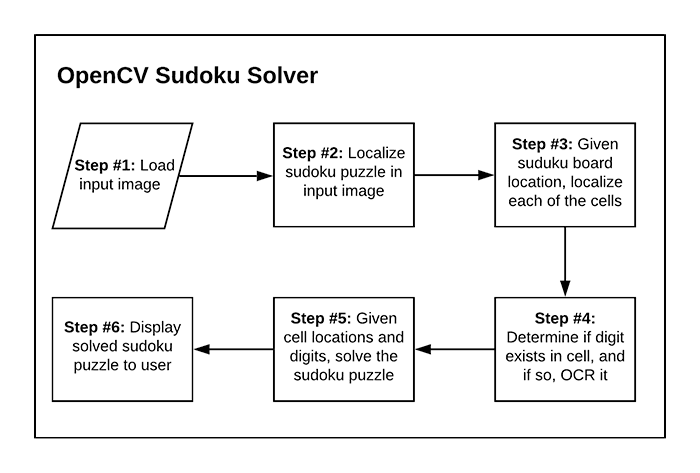 OpenCV Sudoku Solver
Step #1: Load
input image
Step #2: Localize
sudoku puzzle in
input image
Step #3: Given
suduku board
location, localize
each of the cells
Step #4:
Determine if digit
exists in cell, and
if so, OCR it
Step #5: Given
cell locations and
digits, solve the
sudoku puzzle
Step #6: Display
solved sudoku
puzzle to user